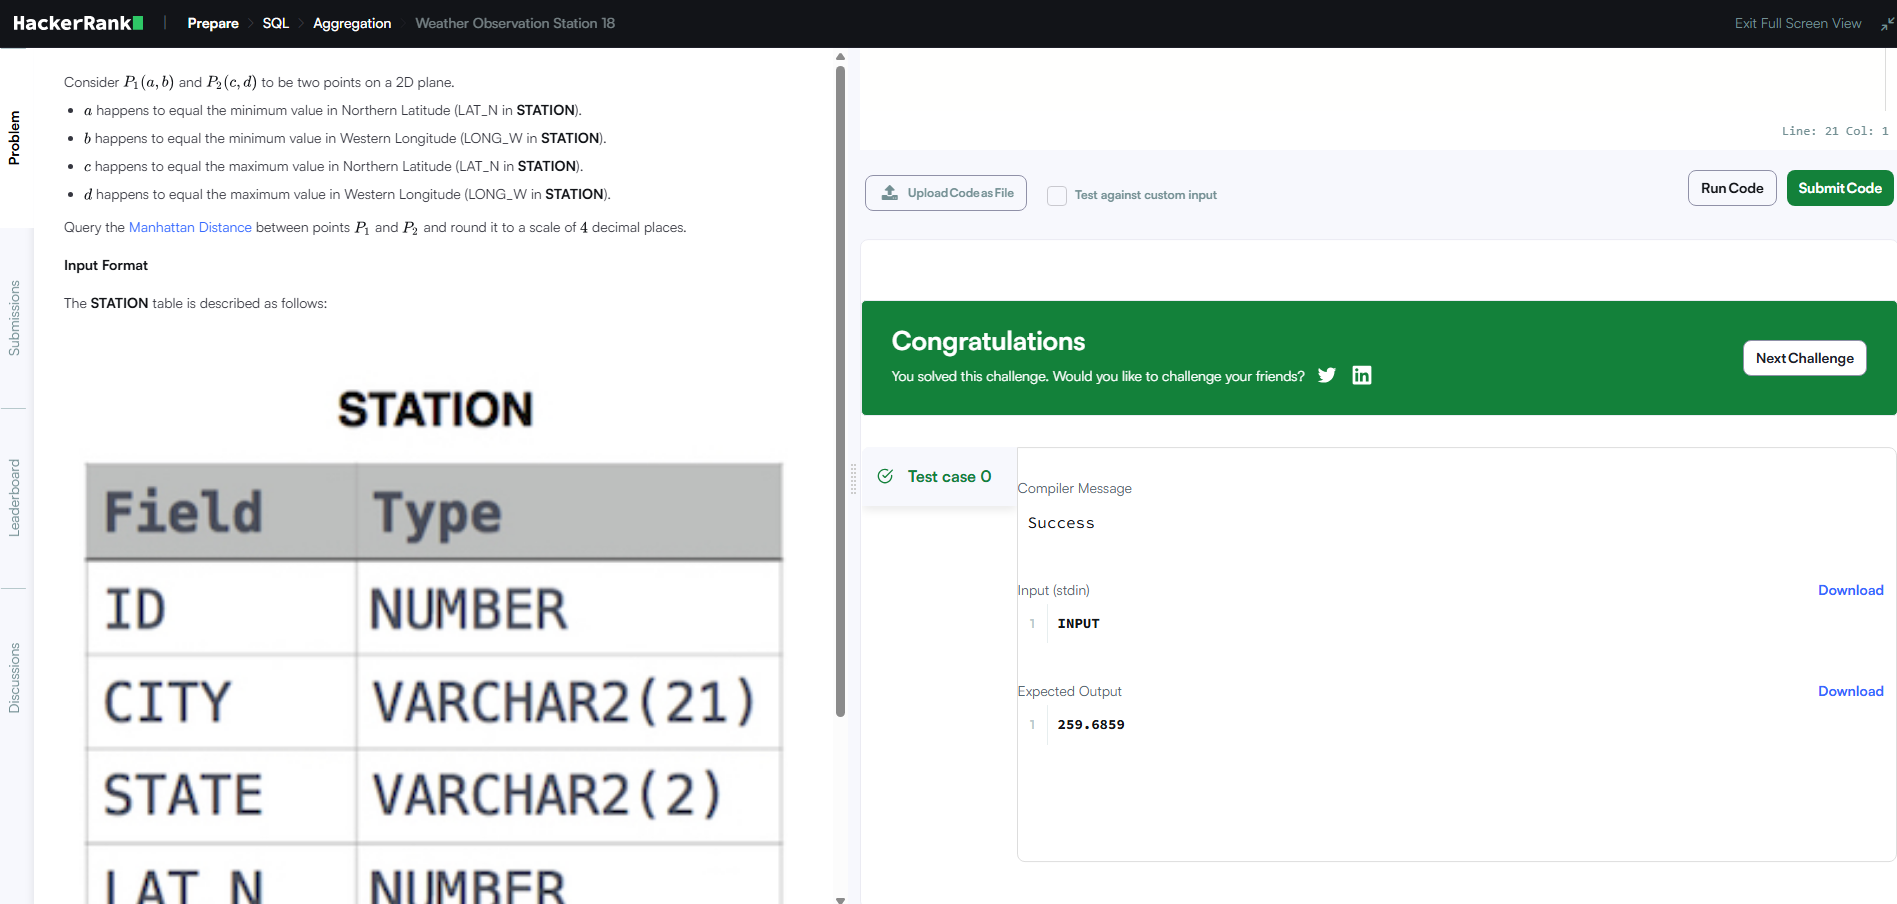 HackerRank
Prepare > SQL > Aggregation > Weather Observation Station 18
Exit Full Screen View
Problem
Submissions
Leaderboard
Discussions
Consider P1(a, b) and P2(c, d) to be two points on a 2D plane.
• a happens to equal the minimum value in Northern Latitude (LAT_N in STATION).
• b happens to equal the minimum value in Western Longitude (LONG_W in STATION).
• c happens to equal the maximum value in Northern Latitude (LAT_N in STATION).
• d happens to equal the maximum value in Western Longitude (LONG_W in STATION).
Query the Manhattan Distance between points P1 and P2 and round it to a scale of 4 decimal places.
Input Format
The STATION table is described as follows:
STATION
Field Type
ID NUMBER
CITY VARCHAR2(21)
STATE VARCHAR2(2)
LAT_N NUMBER
Line: 21 Col: 1
Upload Code as File
Test against custom input
Run Code
Submit Code
Congratulations
You solved this challenge. Would you like to challenge your friends?
Next Challenge
Test case 0
Compiler Message
Success
Input (stdin)
Download
1 INPUT
Expected Output
Download
1 259.6859